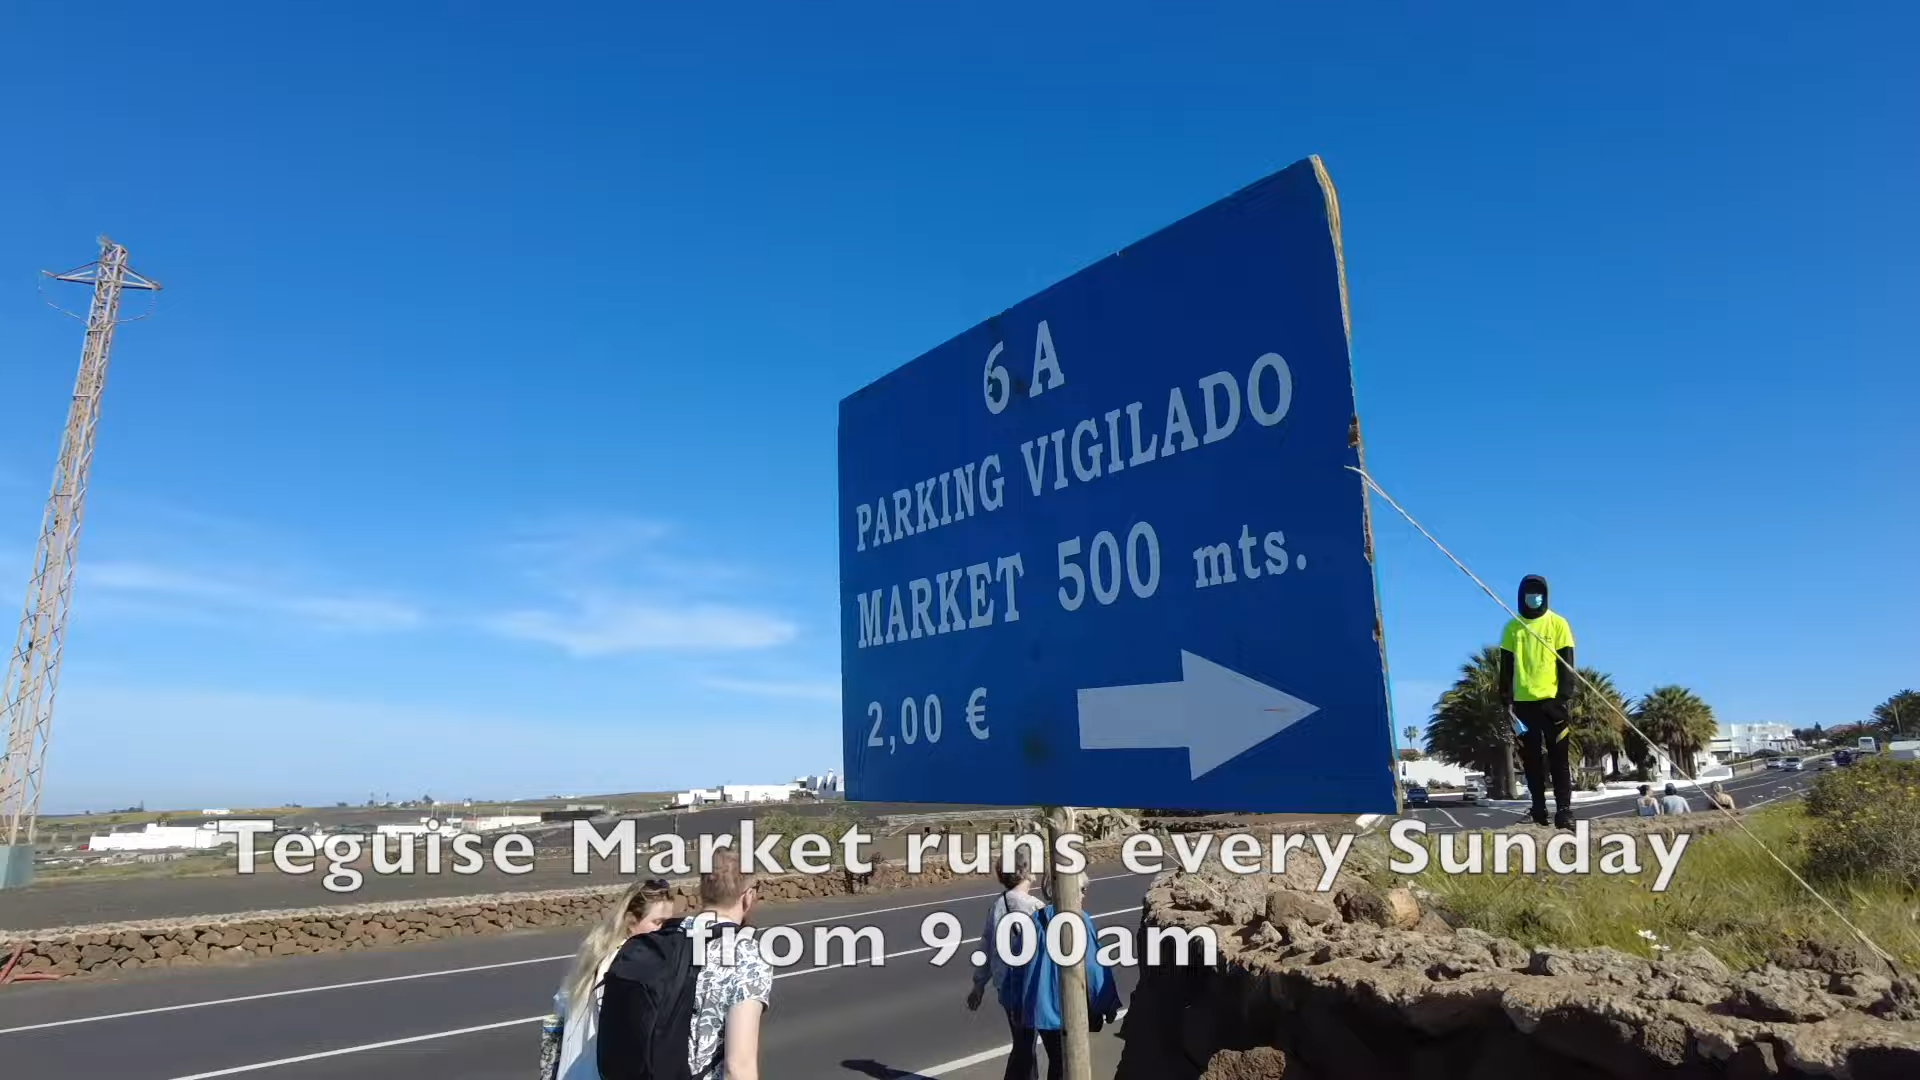 6 A
PARKING VIGILADO
MARKET 500 mts.
2,00 €
Teguise Market runs every Sunday
from 9.00am